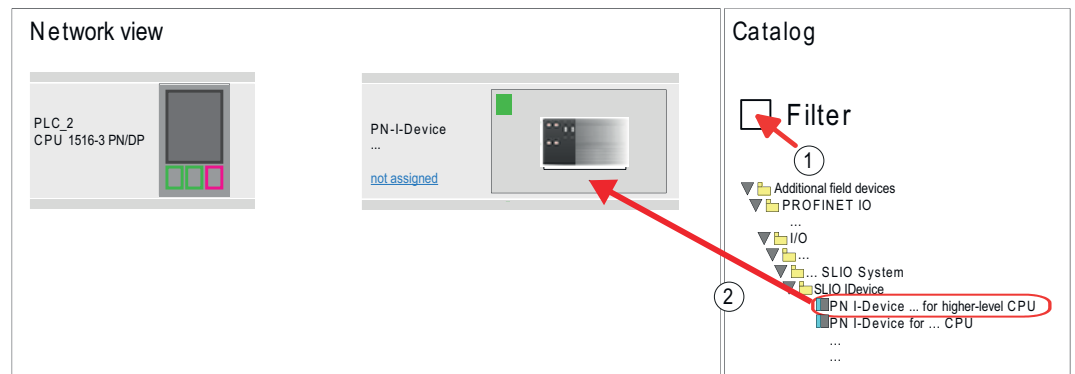 Network view
PLC_2
CPU 1516-3 PN/DP
PN-I-Device
...
not assigned
Catalog
Filter
1
Additional field devices
PROFINET IO
...
I/O
...
... SLIO System
SLIO IDevice
2
PN I-Device ... for higher-level CPU
PN I-Device for ... CPU
...
...